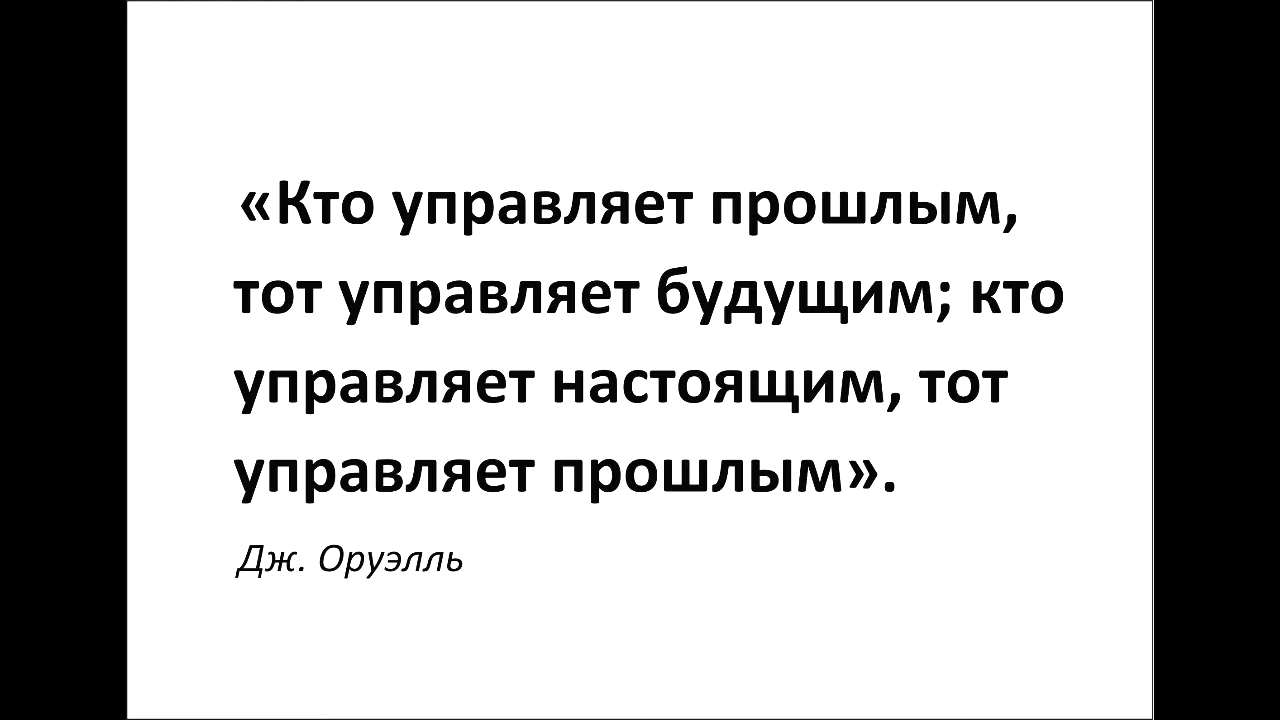 «Кто управляет прошлым,
тот управляет будущим; кто
управляет настоящим, тот
управляет прошлым».
Дж. Оруэлль